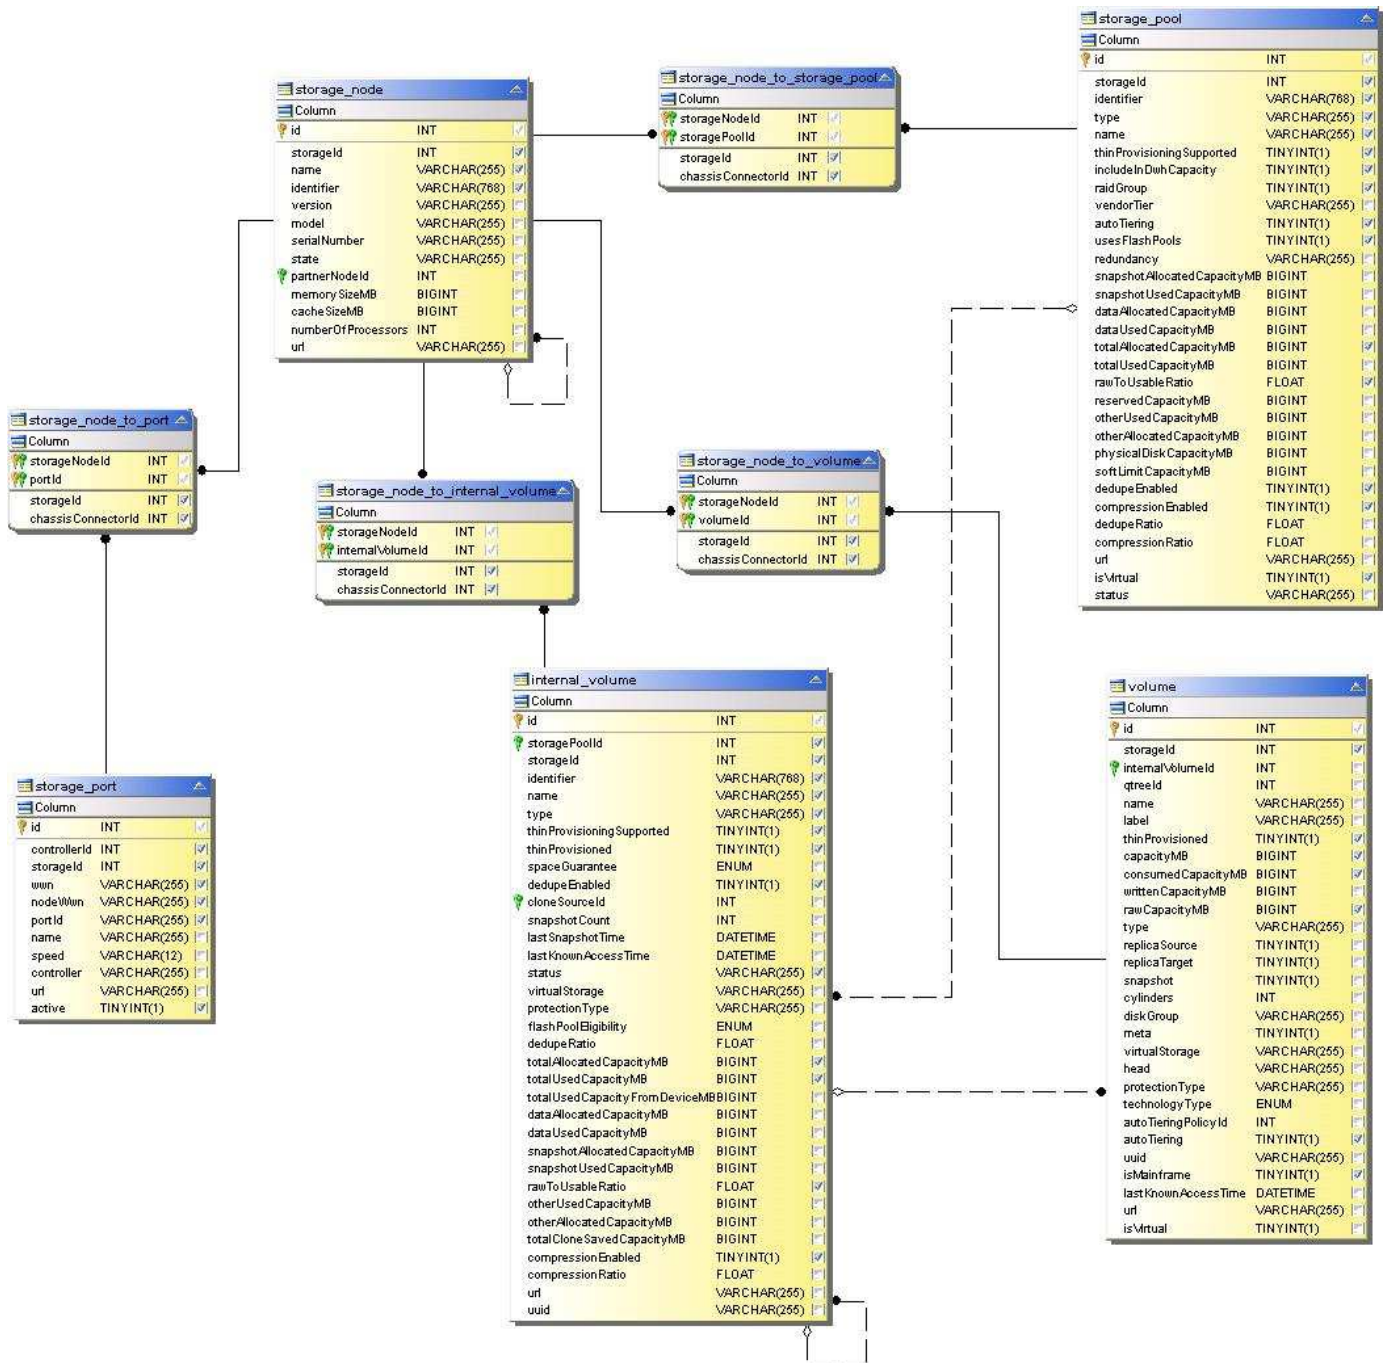 storage_node
Column
id INT
storageId INT
name VARCHAR(255)
identifier VARCHAR(768)
version VARCHAR(255)
model VARCHAR(255)
serialNumber VARCHAR(255)
state VARCHAR(255)
partnerNodeId INT
memorySizeMB BIGINT
cacheSizeMB BIGINT
numberOfProcessors INT
url VARCHAR(255)
storage_node_to_storage_pool
Column
storageNodeId INT
storagePoolId INT
storageId INT
chassisConnectorId INT
storage_pool
Column
id INT
storageId INT
identifier VARCHAR(768)
type VARCHAR(255)
name VARCHAR(255)
thinProvisioningSupported TINYINT(1)
includeInDwhCapacity TINYINT(1)
raidGroup TINYINT(1)
vendorTier VARCHAR(255)
autoTiering TINYINT(1)
usesFlashPools TINYINT(1)
redundancy VARCHAR(255)
snapshotAllocatedCapacityMB BIGINT
snapshotUsedCapacityMB BIGINT
dataAllocatedCapacityMB BIGINT
dataUsedCapacityMB BIGINT
totalAllocatedCapacityMB BIGINT
totalUsedCapacityMB BIGINT
rawToUsableRatio FLOAT
reservedCapacityMB BIGINT
otherUsedCapacityMB BIGINT
otherAllocatedCapacityMB BIGINT
physicalDiskCapacityMB BIGINT
softLimitCapacityMB BIGINT
dedupeEnabled TINYINT(1)
compressionEnabled TINYINT(1)
dedupeRatio FLOAT
compressionRatio FLOAT
url VARCHAR(255)
isVirtual TINYINT(1)
status VARCHAR(255)
storage_node_to_port
Column
storageNodeId INT
portId INT
storageId INT
chassisConnectorId INT
storage_node_to_internal_volume
Column
storageNodeId INT
internalVolumeId INT
storageId INT
chassisConnectorId INT
storage_node_to_volume
Column
storageNodeId INT
volumeId INT
storageId INT
chassisConnectorId INT
storage_port
Column
id INT
controllerId INT
storageId INT
wwn VARCHAR(255)
nodeWwn VARCHAR(255)
portId VARCHAR(255)
name VARCHAR(255)
speed VARCHAR(12)
controller VARCHAR(255)
url VARCHAR(255)
active TINYINT(1)
internal_volume
Column
id INT
storagePoolId INT
storageId INT
identifier VARCHAR(768)
name VARCHAR(255)
type VARCHAR(255)
thinProvisioningSupported TINYINT(1)
thinProvisioned TINYINT(1)
spaceGuarantee ENUM
dedupeEnabled TINYINT(1)
cloneSourceId INT
snapshotCount INT
lastSnapshotTime DATETIME
lastKnownAccessTime DATETIME
status VARCHAR(255)
virtualStorage VARCHAR(255)
protectionType VARCHAR(255)
flashPoolEligibility ENUM
dedupeRatio FLOAT
totalAllocatedCapacityMB BIGINT
totalUsedCapacityMB BIGINT
totalUsedCapacityFromDeviceMB BIGINT
dataAllocatedCapacityMB BIGINT
dataUsedCapacityMB BIGINT
snapshotAllocatedCapacityMB BIGINT
snapshotUsedCapacityMB BIGINT
rawToUsableRatio FLOAT
otherUsedCapacityMB BIGINT
otherAllocatedCapacityMB BIGINT
totalCloneSavedCapacityMB BIGINT
compressionEnabled TINYINT(1)
compressionRatio FLOAT
url VARCHAR(255)
uuid VARCHAR(255)
volume
Column
id INT
storageId INT
internalVolumeId INT
qtreeId INT
name VARCHAR(255)
label VARCHAR(255)
thinProvisioned TINYINT(1)
capacityMB BIGINT
consumedCapacityMB BIGINT
writtenCapacityMB BIGINT
rawCapacityMB BIGINT
type VARCHAR(255)
replicaSource TINYINT(1)
replicaTarget TINYINT(1)
snapshot TINYINT(1)
cylinders INT
diskGroup VARCHAR(255)
meta TINYINT(1)
virtualStorage VARCHAR(255)
head VARCHAR(255)
protectionType VARCHAR(255)
technologyType ENUM
autoTieringPolicyId INT
autoTiering TINYINT(1)
uuid VARCHAR(255)
isMainframe TINYINT(1)
lastKnownAccessTime DATETIME
url VARCHAR(255)
isVirtual TINYINT(1)